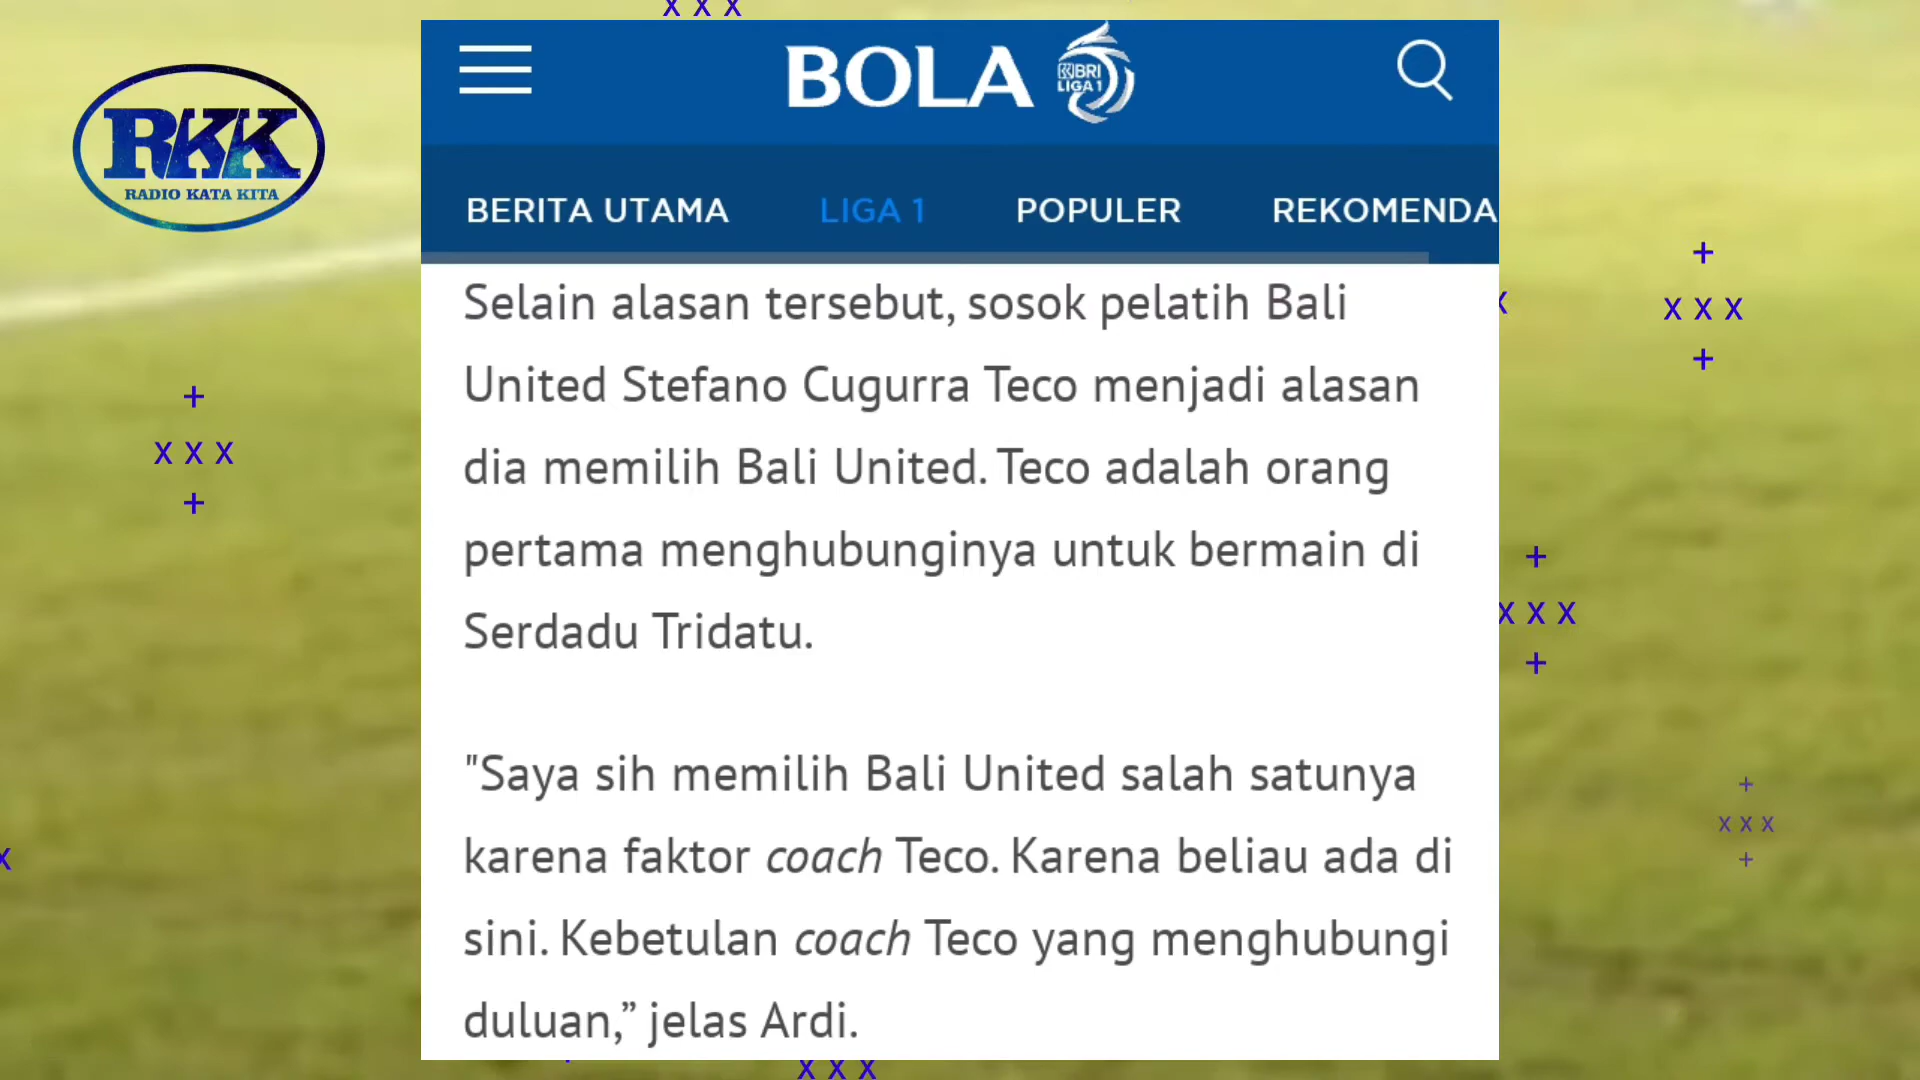 RKK
RADIO KATA KITA
BOLA
BRI
LIGA 1
BERITA UTAMA LIGA 1 POPULER REKOMENDA
Selain alasan tersebut, sosok pelatih Bali
United Stefano Cugurra Teco menjadi alasan
dia memilih Bali United. Teco adalah orang
pertama menghubunginya untuk bermain di
Serdadu Tridatu.
"Saya sih memilih Bali United salah satunya
karena faktor coach Teco. Karena beliau ada di
sini. Kebetulan coach Teco yang menghubungi
duluan,” jelas Ardi.